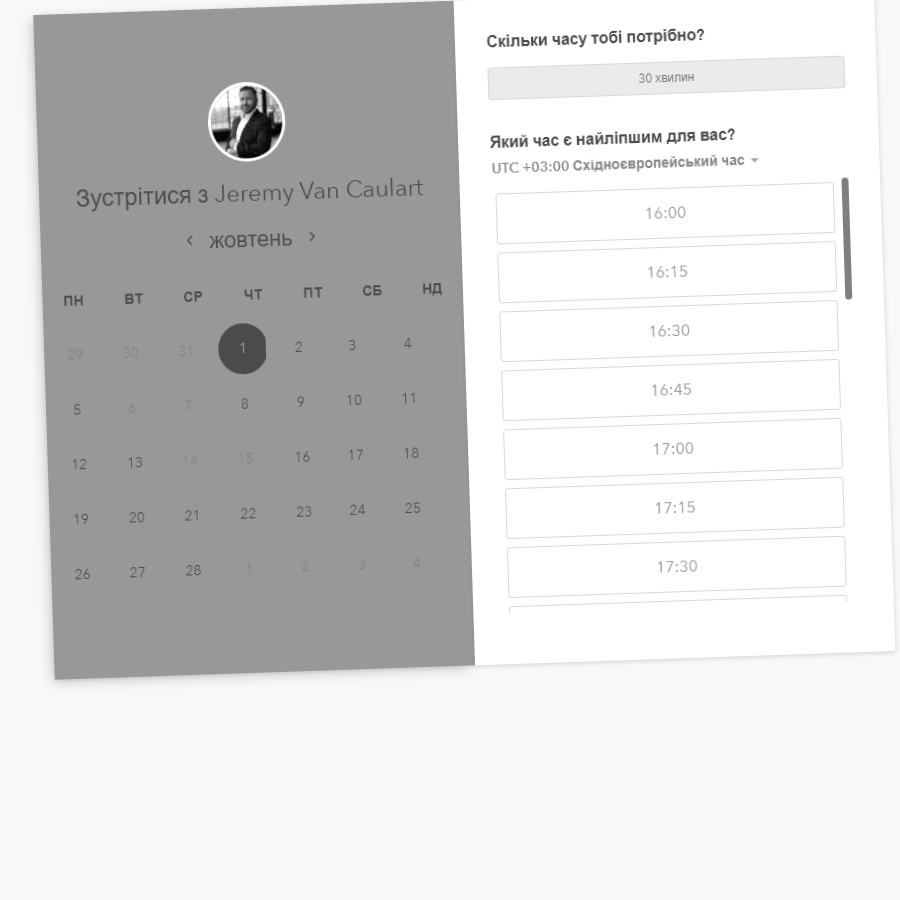 Зустрітися з Jeremy Van Caulart
жовтень
ПН ВТ СР ЧТ ПТ СБ НД
29 30 31 1 2 3 4
5 6 7 8 9 10 11
12 13 14 15 16 17 18
19 20 21 22 23 24 25
26 27 28 1 2 3 4
Скільки часу тобі потрібно?
30 хвилин
Який час є найліпшим для вас?
UTC +03:00 Східноєвропейський час
16:00
16:15
16:30
16:45
17:00
17:15
17:30